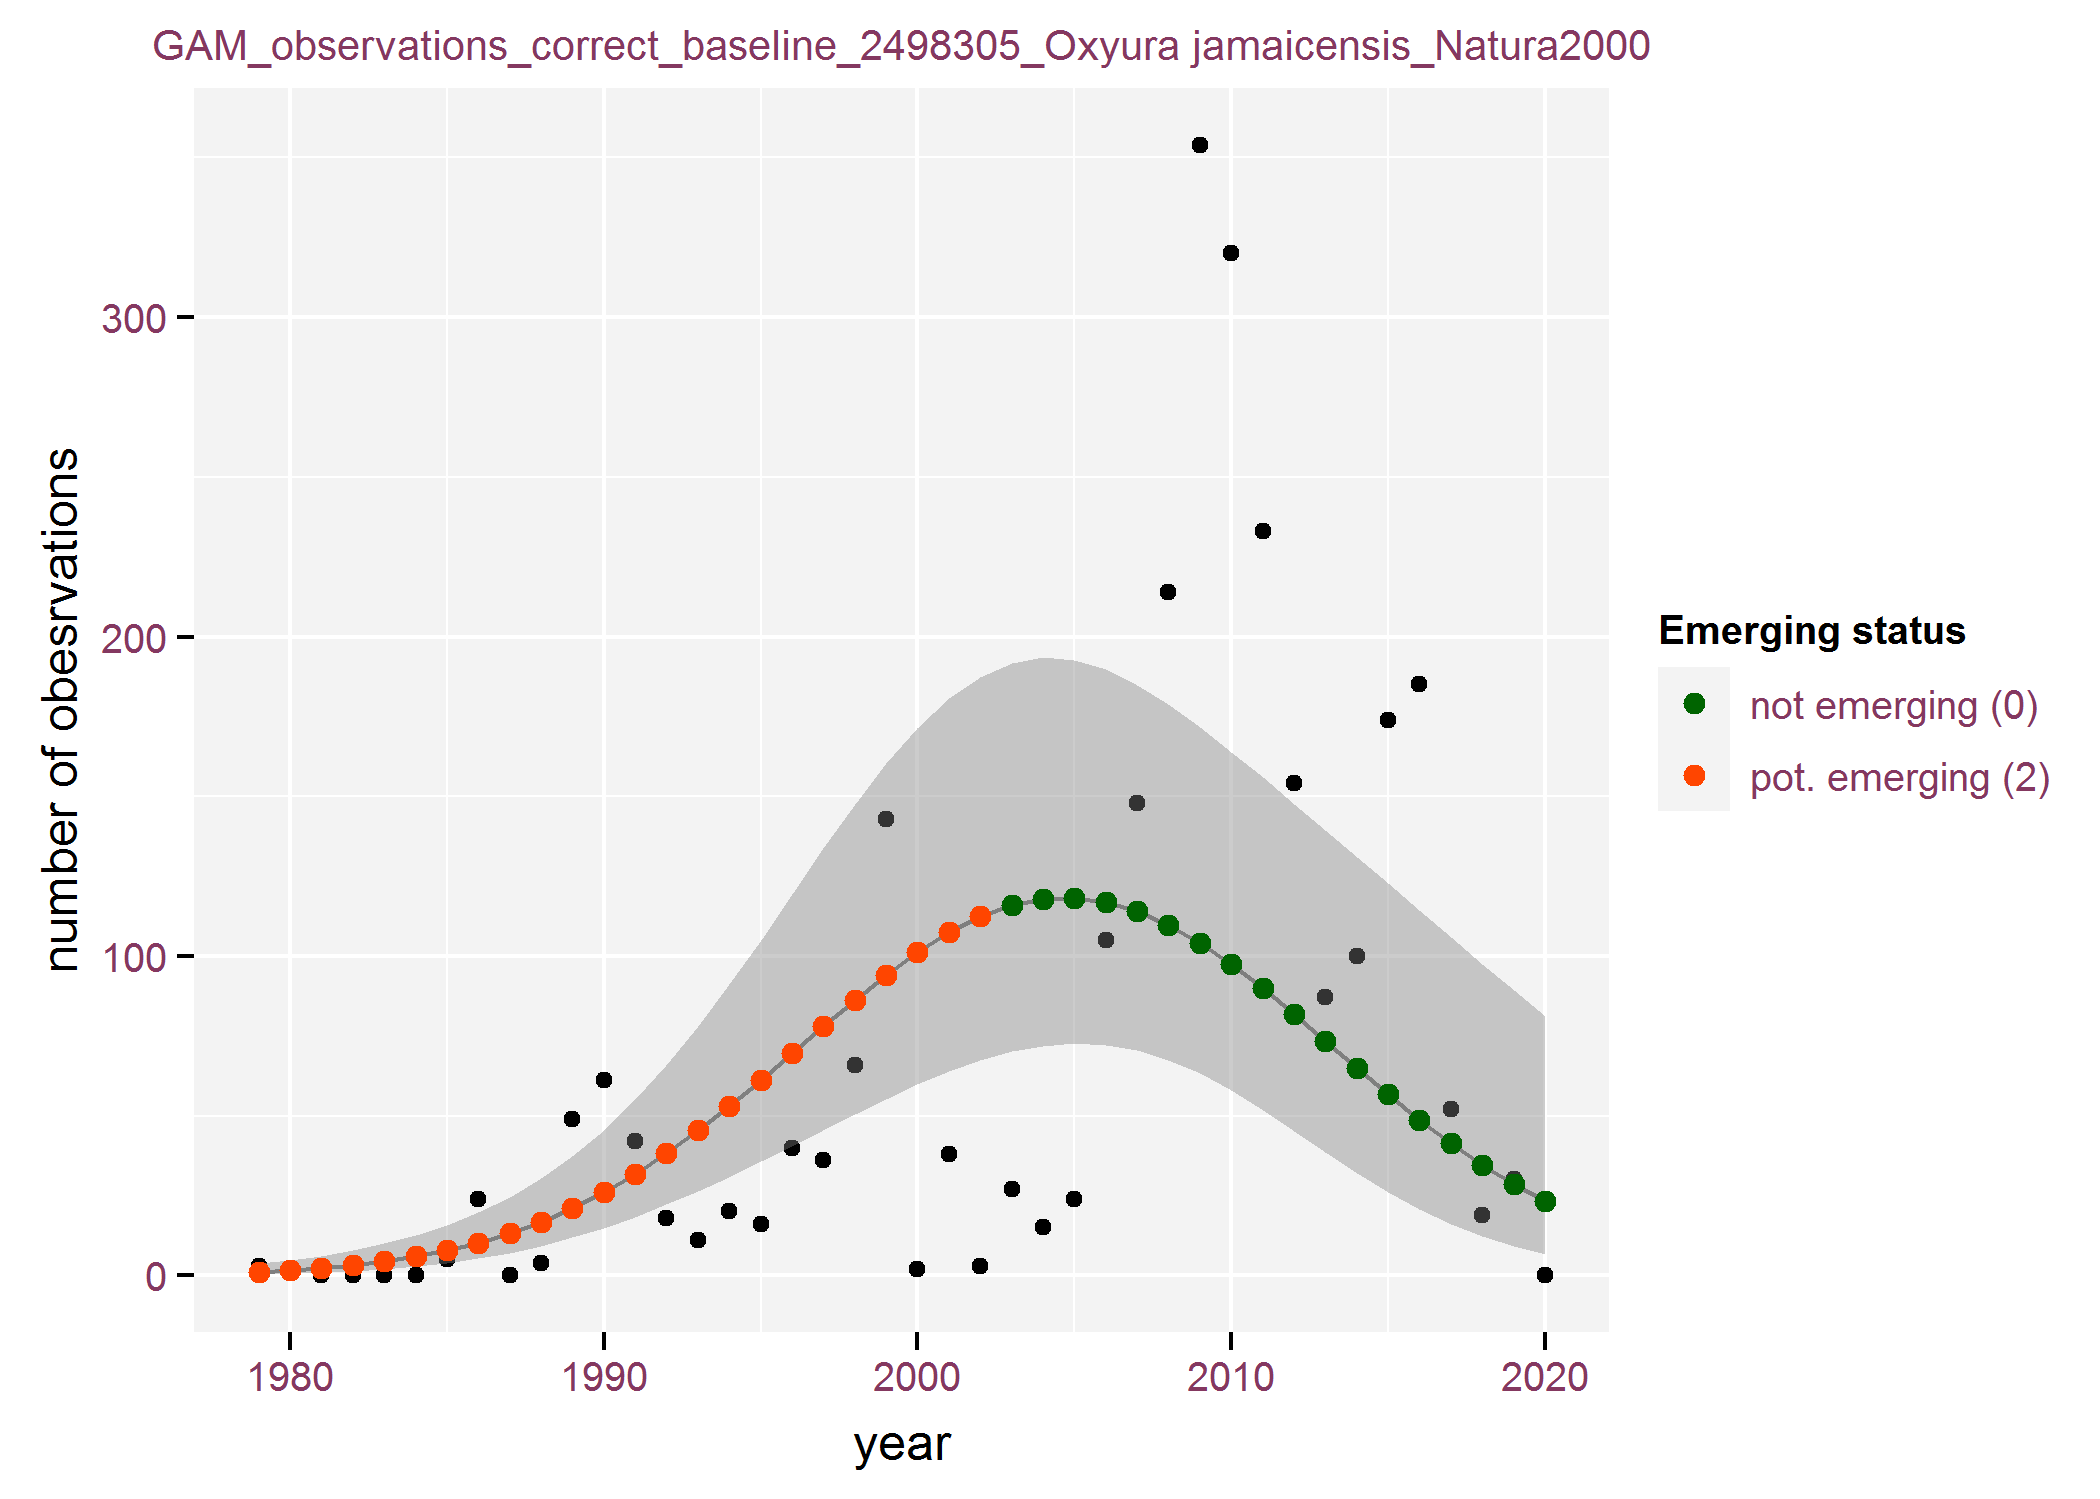 GAM_observations_correct_baseline_2498305_Oxyura jamaicensis_Natura2000
number of obesrvations
300
200
100
0
1980 1990 2000 2010 2020
year
Emerging status
not emerging (0)
pot. emerging (2)